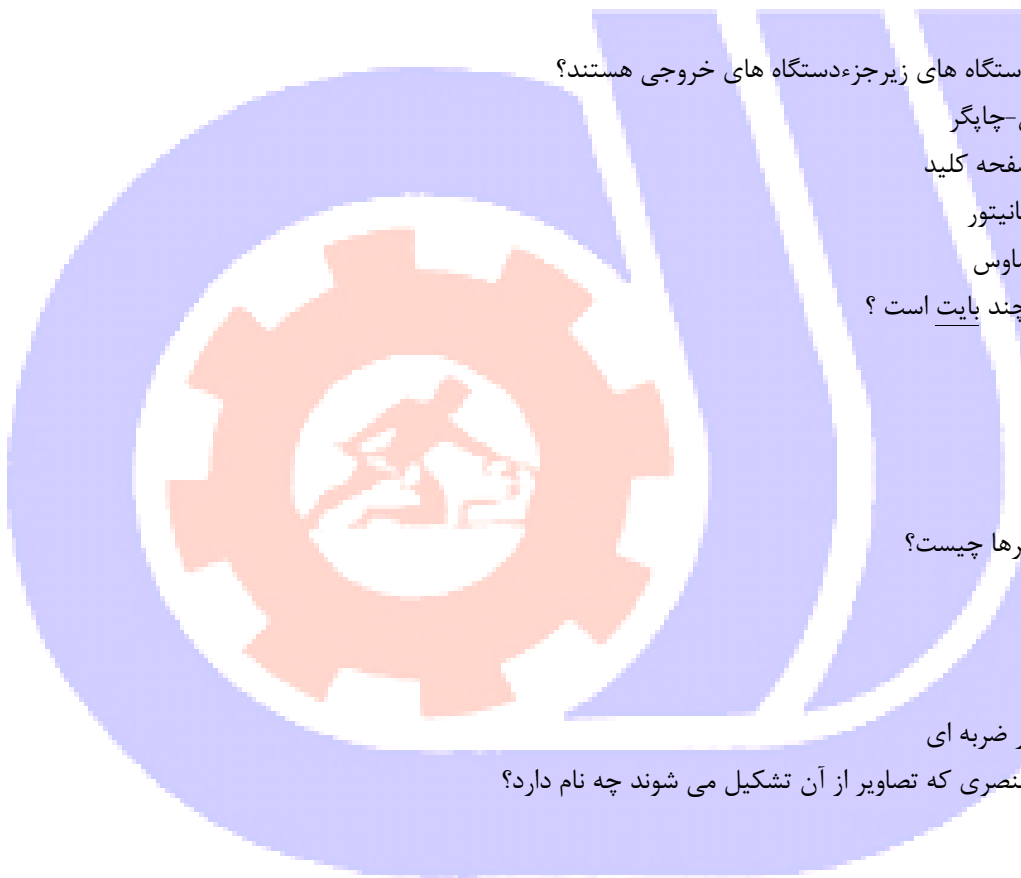 ستگاه های زیرجزءدستگاه های خروجی هستند؟
-چاپگر
صفحه کلید
مانیتور
ماوس
چند بایت است ؟
رها چیست؟
ضربه ای
عنصری که تصاویر از آن تشکیل می شوند چه نام دارد؟